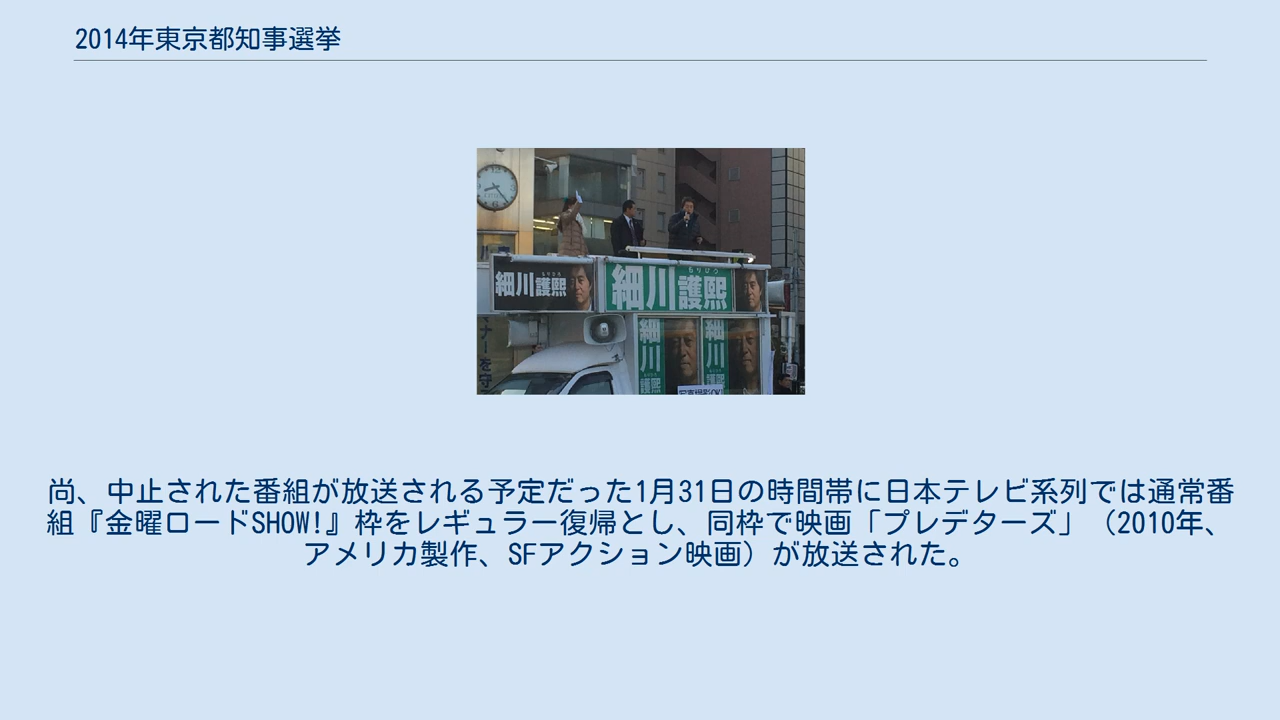 2014年東京都知事選挙
細川護熙
もりひろ
細川護熙
細川護熙
細川護熙
尚、中止された番組が放送される予定だった1月31日の時間帯に日本テレビ系列では通常番
組『金曜ロードSHOW!』枠をレギュラー復帰とし、同枠で映画「プレデターズ」（2010年、
アメリカ製作、SFアクション映画）が放送された。